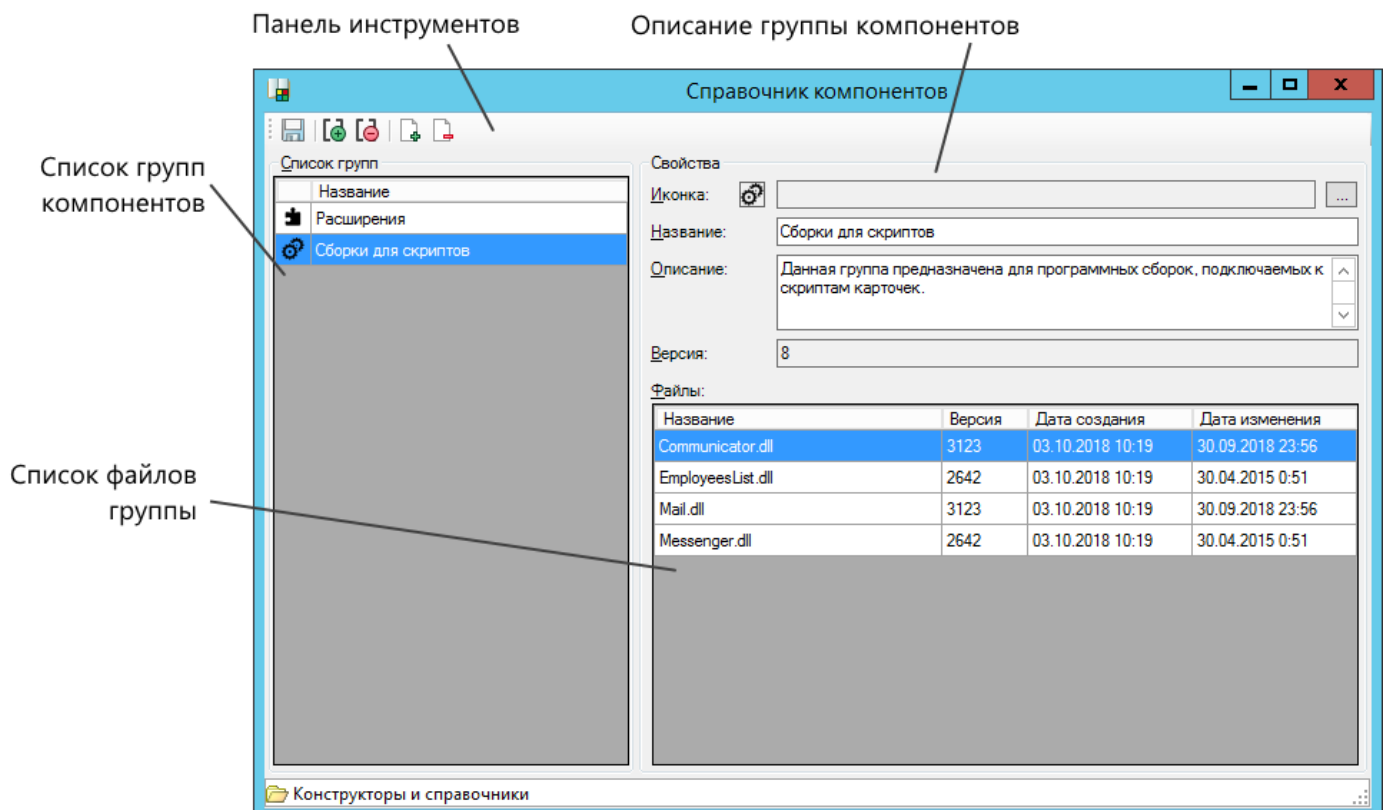 Панель инструментов
Описание группы компонентов
Справочник компонентов
Список групп
компонентов
Список групп
Название
Расширения
Сборки для скриптов
Свойства
Иконка:
...
Название: Сборки для скриптов
Описание: Данная группа предназначена для программных сборок, подключаемых к
скриптам карточек.
Версия: 8
Файлы:
Название Версия Дата создания Дата изменения
Communicator.dll 3123 03.10.2018 10:19 30.09.2018 23:56
EmployeesList.dll 2642 03.10.2018 10:19 30.04.2015 0:51
Mail.dll 3123 03.10.2018 10:19 30.09.2018 23:56
Messenger.dll 2642 03.10.2018 10:19 30.04.2015 0:51
Список файлов
группы
Конструкторы и справочники